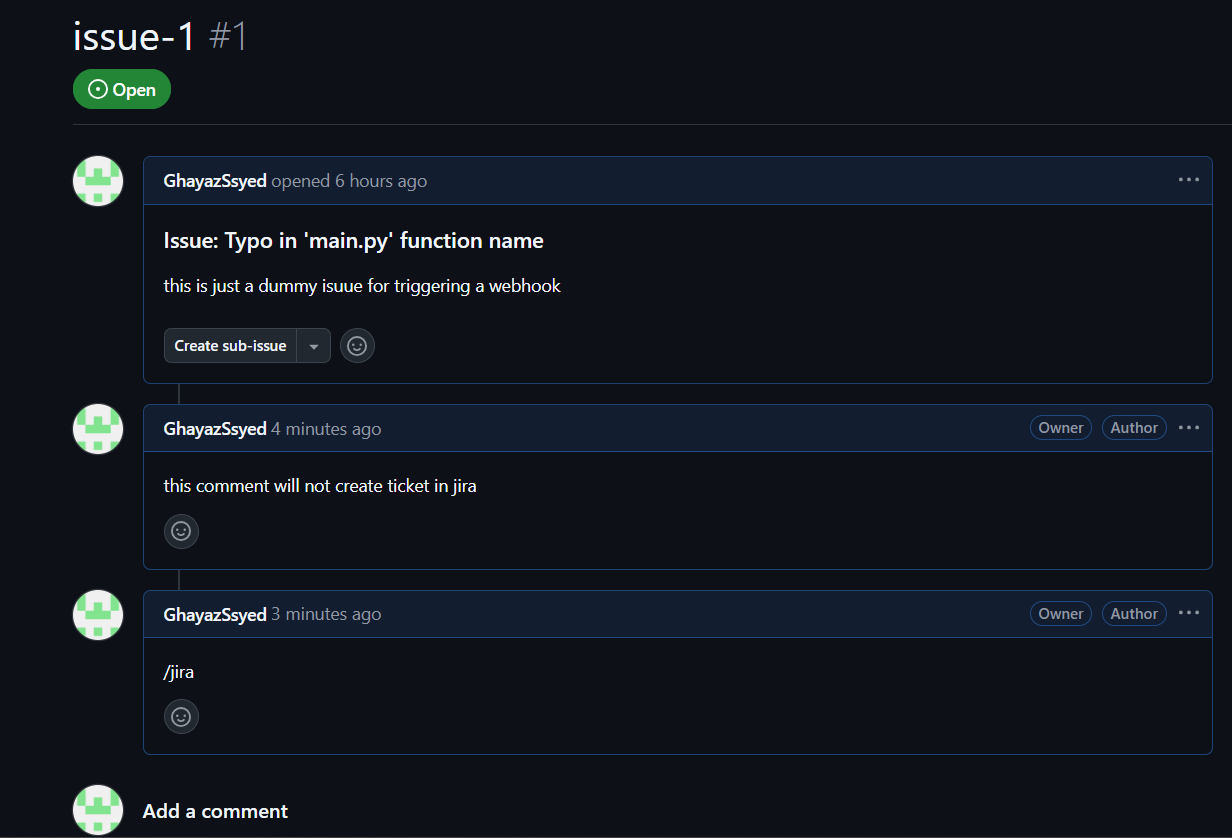 issue-1 #1
Open
GhayazSsyed opened 6 hours ago
Issue: Typo in 'main.py' function name
this is just a dummy isuue for triggering a webhook
Create sub-issue
GhayazSsyed 4 minutes ago Owner Author
this comment will not create ticket in jira
GhayazSsyed 3 minutes ago Owner Author
/jira
Add a comment